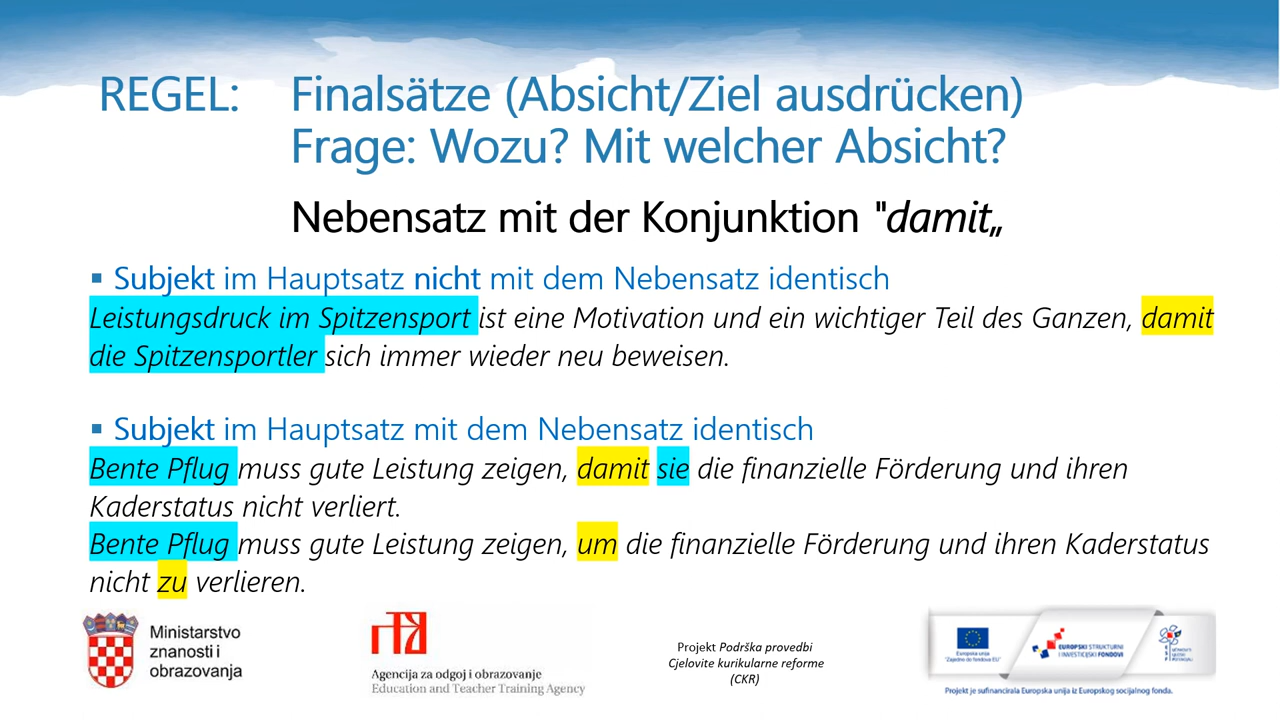 REGEL: Finalsätze (Absicht/Ziel ausdrücken)
Frage: Wozu? Mit welcher Absicht?
Nebensatz mit der Konjunktion "damit„
▪ Subjekt im Hauptsatz nicht mit dem Nebensatz identisch
Leistungsdruck im Spitzensport ist eine Motivation und ein wichtiger Teil des Ganzen, damit
die Spitzensportler sich immer wieder neu beweisen.
▪ Subjekt im Hauptsatz mit dem Nebensatz identisch
Bente Pflug muss gute Leistung zeigen, damit sie die finanzielle Förderung und ihren
Kaderstatus nicht verliert.
Bente Pflug muss gute Leistung zeigen, um die finanzielle Förderung und ihren Kaderstatus
nicht zu verlieren.
Ministarstvo
znanosti i
obrazovanja
Agencija za odgoj i obrazovanje
Education and Teacher Training Agency
Projekt Podrška provedbi
Cjelovite kurikularne reforme
(CKR)
Europska unija
"Zajedno do fondova EU"
EUROPSKI STRUKTURNI
I INVESTICIJSKI FONDOVI
Projekt je sufinancirala Europska unija iz Europskog socijalnog fonda.